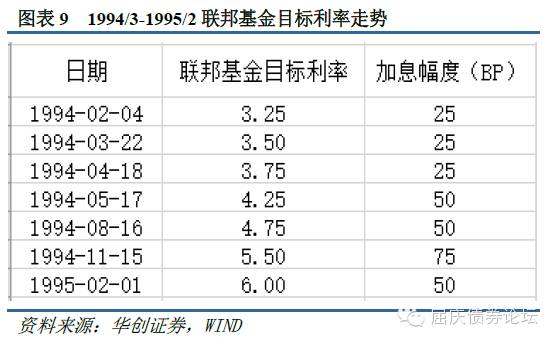 图表 9 1994/3-1995/2 联邦基金目标利率走势
日期 联邦基金目标利率 加息幅度（BP）
1994-02-04 3.25 25
1994-03-22 3.50 25
1994-04-18 3.75 25
1994-05-17 4.25 50
1994-08-16 4.75 50
1994-11-15 5.50 75
1995-02-01 6.00 50
资料来源：华创证券，WIND
屈庆债券论坛